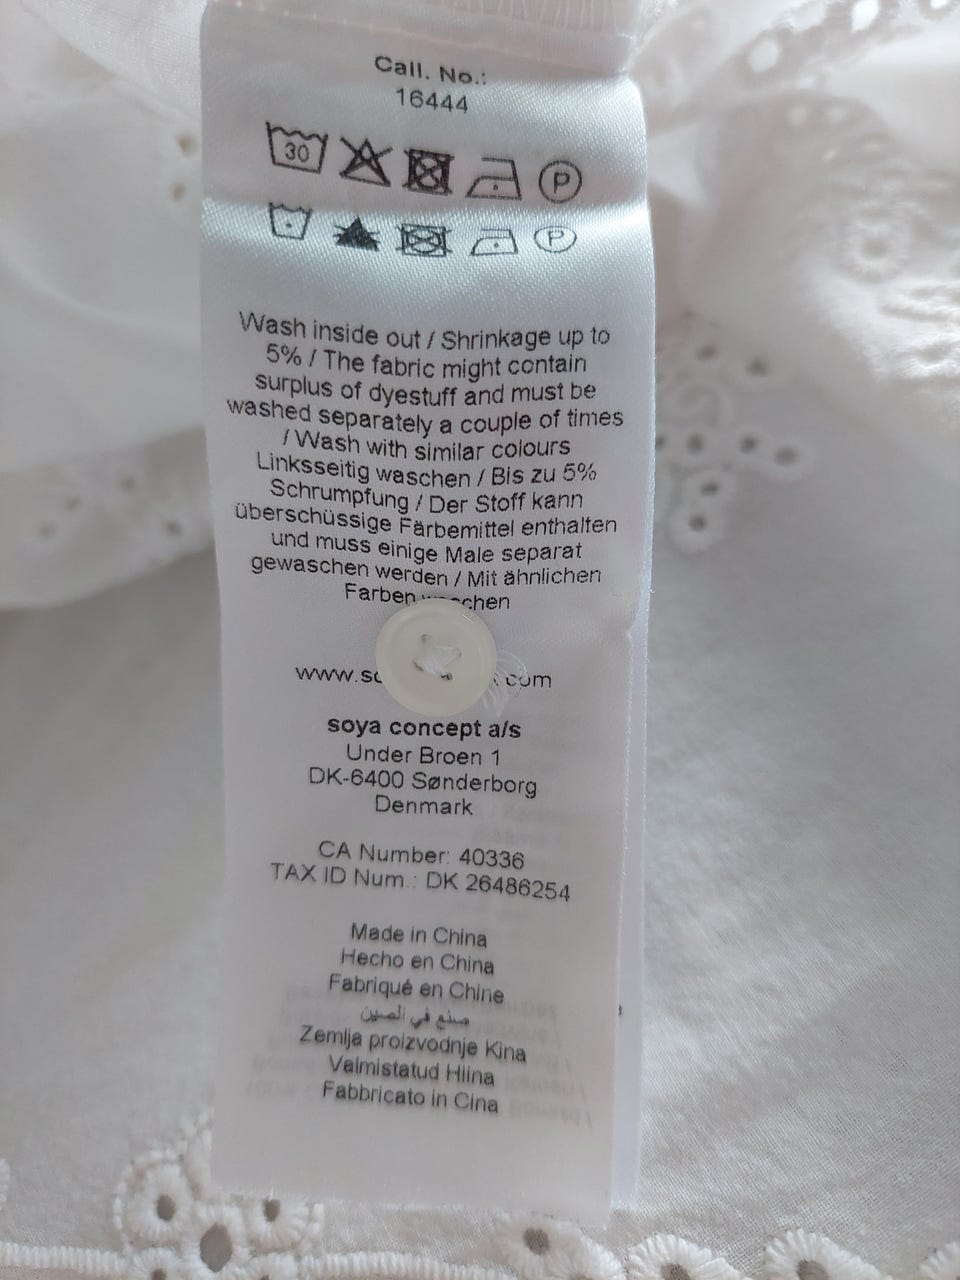 Call. No.:
16444
30
P
P
Wash inside out / Shrinkage up to
5% / The fabric might contain
surplus of dyestuff and must be
washed separately a couple of times
/ Wash with similar colours
Linksseitig waschen / Bis zu 5%
Schrumpfung / Der Stoff kann
überschüssige Färbemittel enthalten
und muss einige Male separat
gewaschen werden / Mit ähnlichen
Farben
soya concept a/s
Under Broen 1
DK-6400 Sønderborg
Denmark
CA Number: 40336
TAX ID Num.: DK 26486254
Made in China
Hecho en China
Fabriqué en Chine
صنع في الصين
Zemlja proizvodnje Kina
Valmistatud Hiina
Fabbricato in Cina